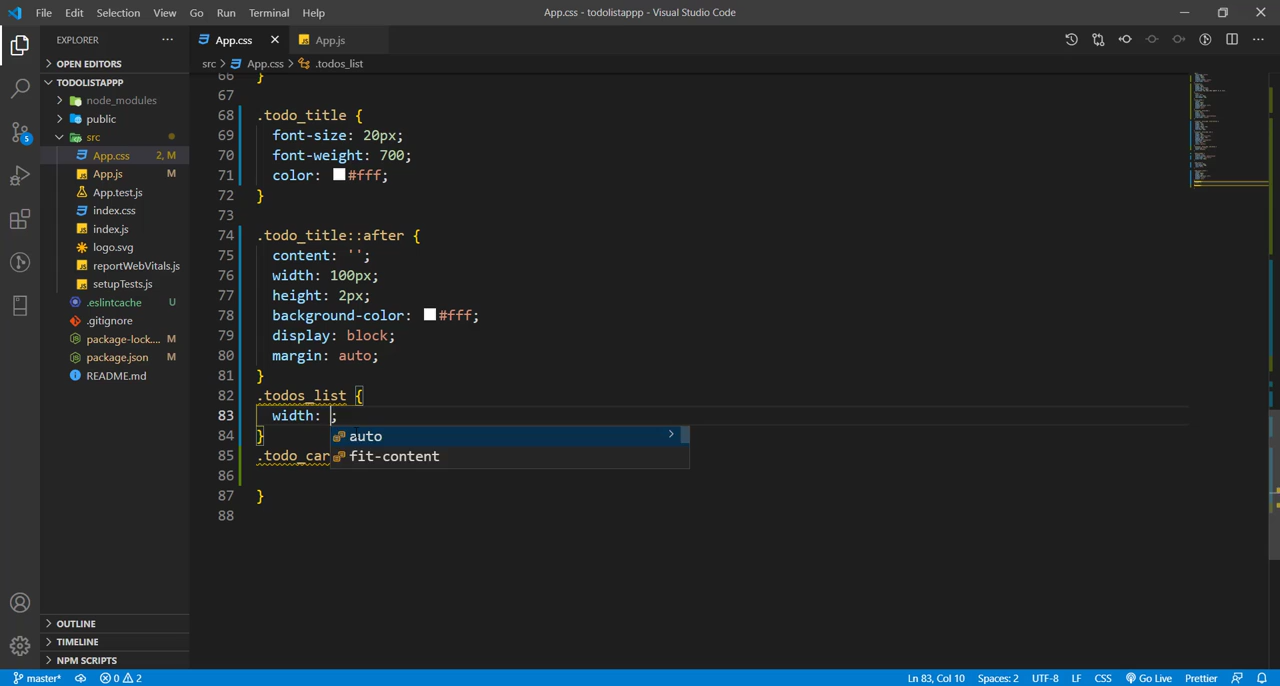 File Edit Selection View Go Run Terminal Help App.css - todolistappp - Visual Studio Code
EXPLORER
App.css App.js
OPEN EDITORS
src App.css .todos_list
TODOLISTAPPP
node_modules
public
src
App.css 2, M
App.js M
App.test.js
index.css
index.js
logo.svg
reportWebVitals.js
setupTests.js
.eslintcache U
.gitignore
package-lock.... M
package.json M
README.md
5
66 }
67
68 .todo_title {
69 font-size: 20px;
70 font-weight: 700;
71 color: #fff;
72 }
73
74 .todo_title::after {
75 content: '';
76 width: 100px;
77 height: 2px;
78 background-color: #fff;
79 display: block;
80 margin: auto;
81 }
82 .todos_list {
83 width: ;
84 }
auto
85 .todo_car
fit-content
86
87 }
88
OUTLINE
TIMELINE
NPM SCRIPTS
master* 0 2 Ln 83, Col 10 Spaces: 2 UTF-8 LF CSS Go Live Prettier